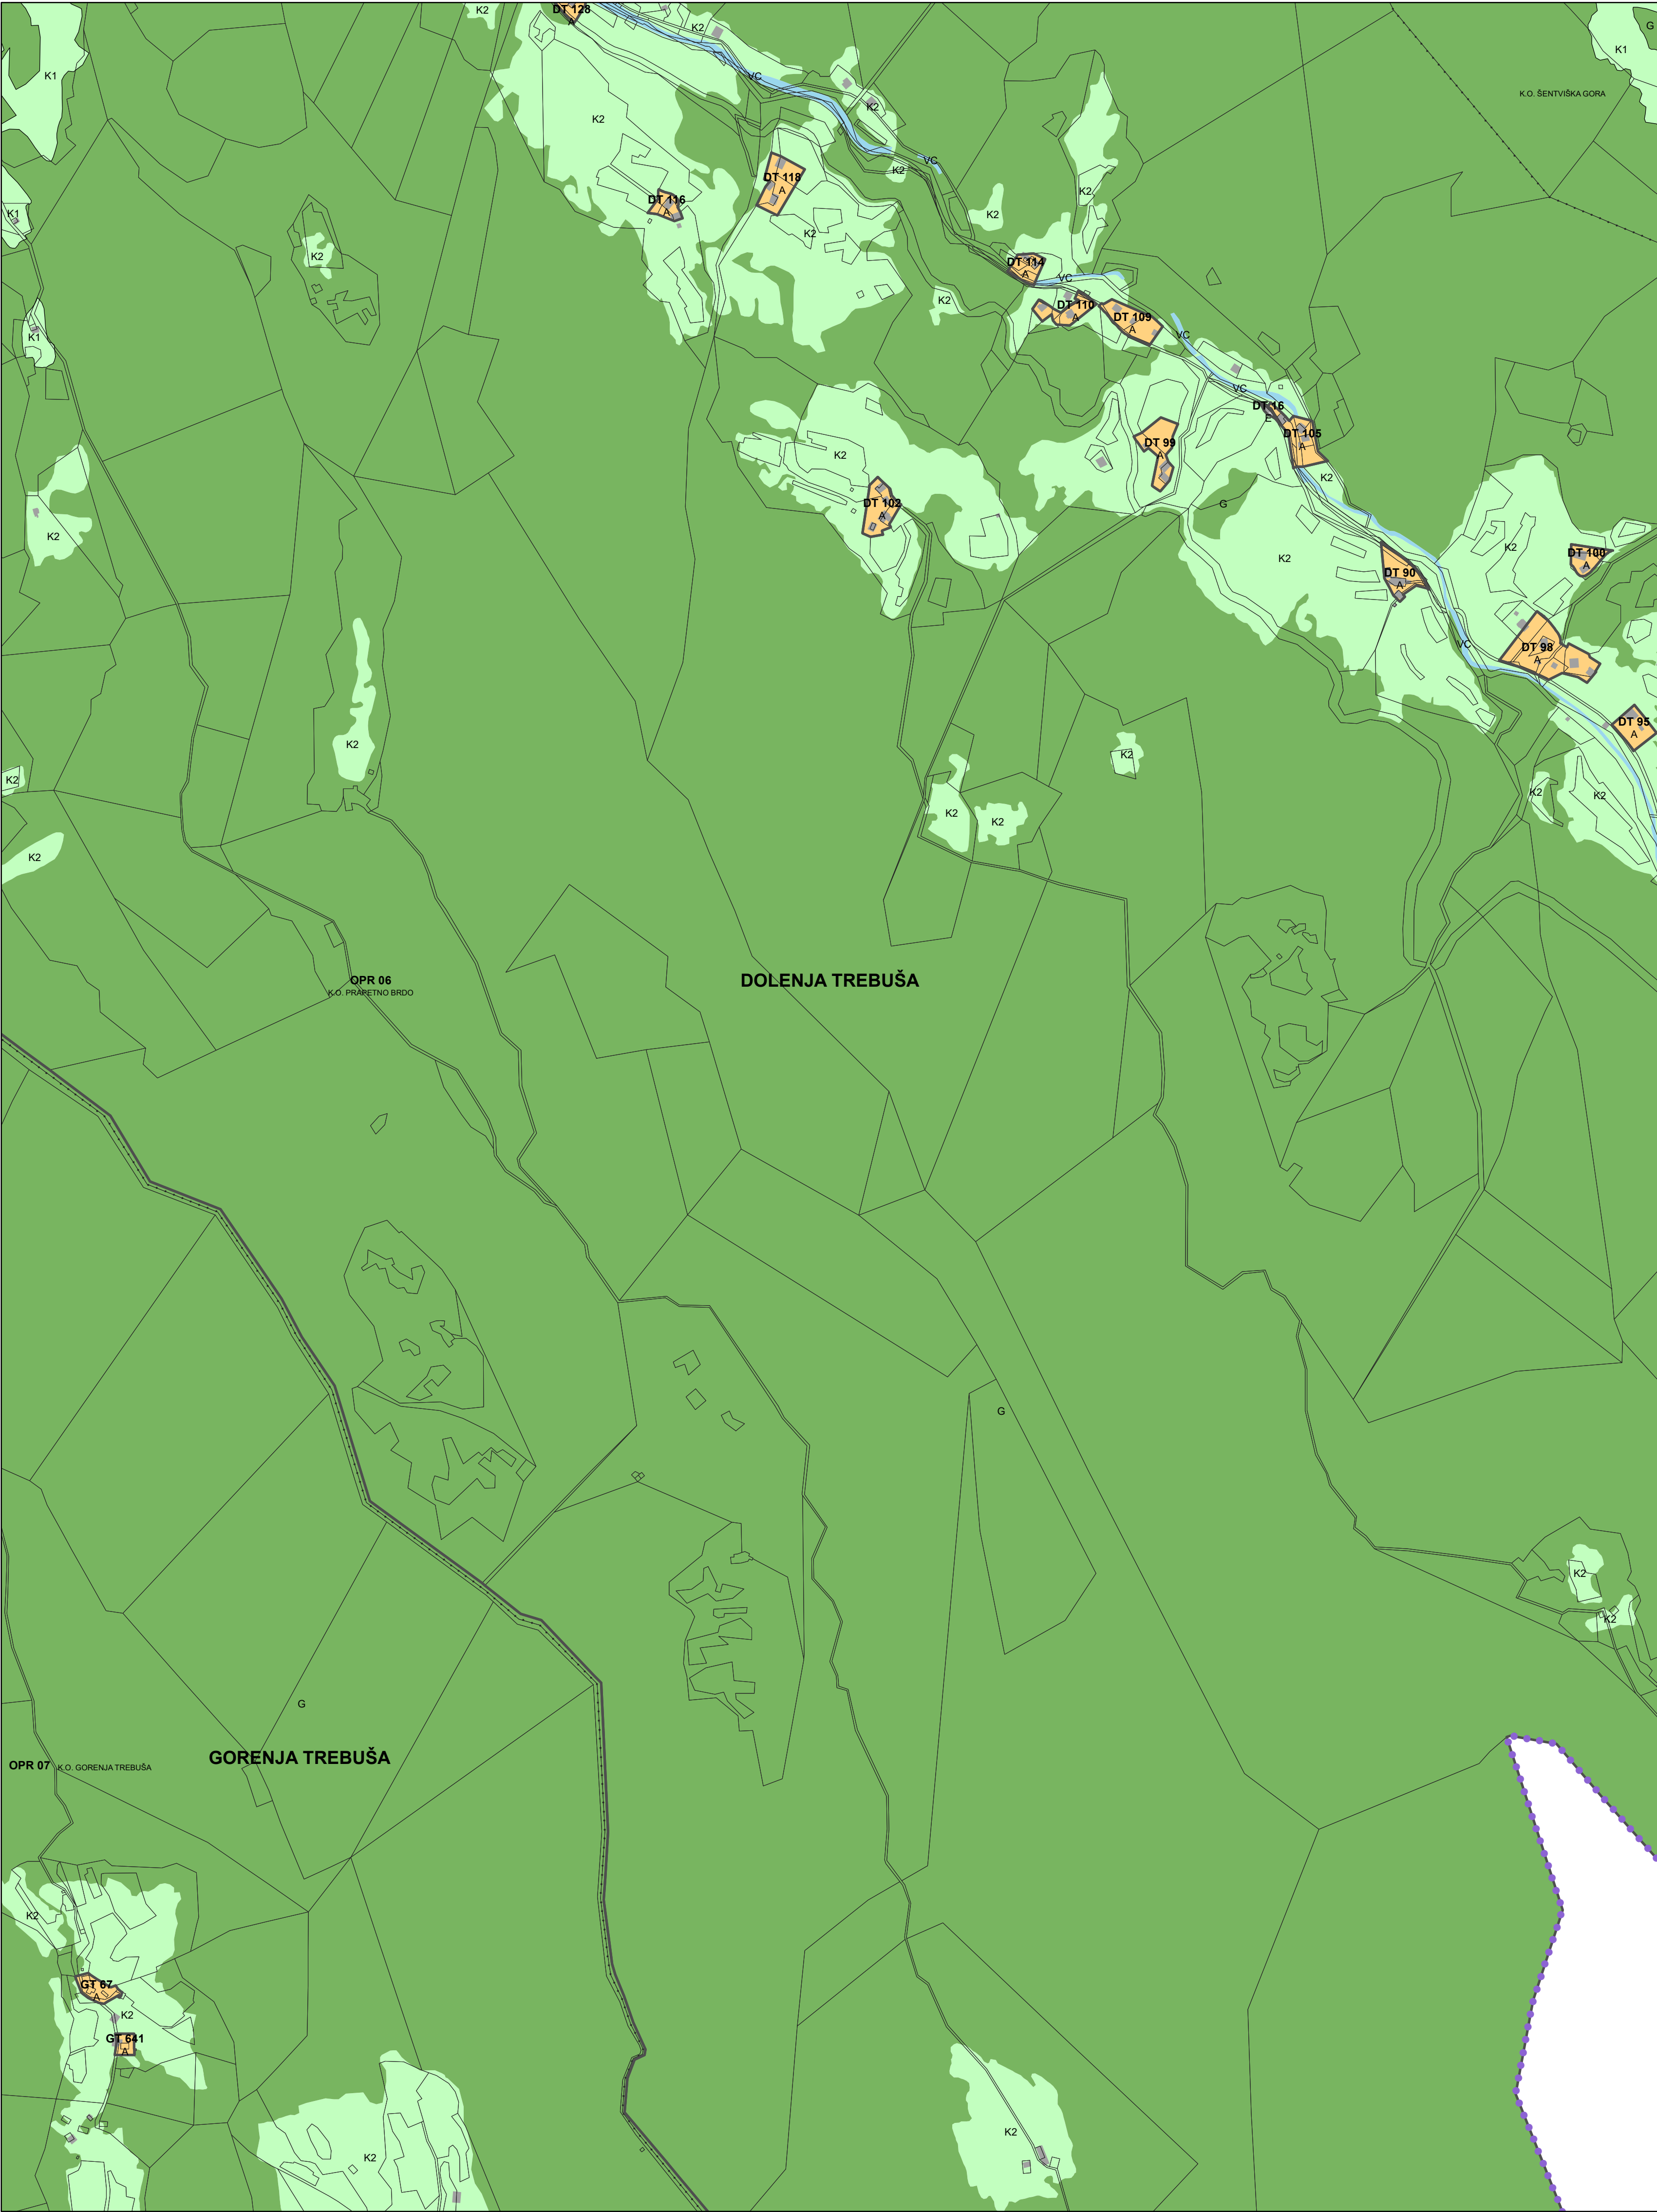 DT 128
A
K2
K2
G
K1
K1
VC
K.O. ŠENTVIŠKA GORA
K2
K2
VC
K2
DT 118
A
K2
DT 116
A
K1
K2
K2
K2
DT 114
A
VC
K2
DT 110
A
DT 109
A
VC
K1
VC
DT 16
E
DT 105
A
DT 99
A
K2
K2
DT 102
A
G
K2
K2
K2
DT 100
A
DT 90
A
VC
DT 98
A
DT 95
A
K2
K2
K2
K2
K2
K2
K2
K2
OPR 06
K.O. PRAPETNO BRDO
DOLENJA TREBUŠA
G
K2
K2
G
GORENJA TREBUŠA
OPR 07
K.O. GORENJA TREBUŠA
K2
GT 67
A
K2
GT 641
A
K2
K2